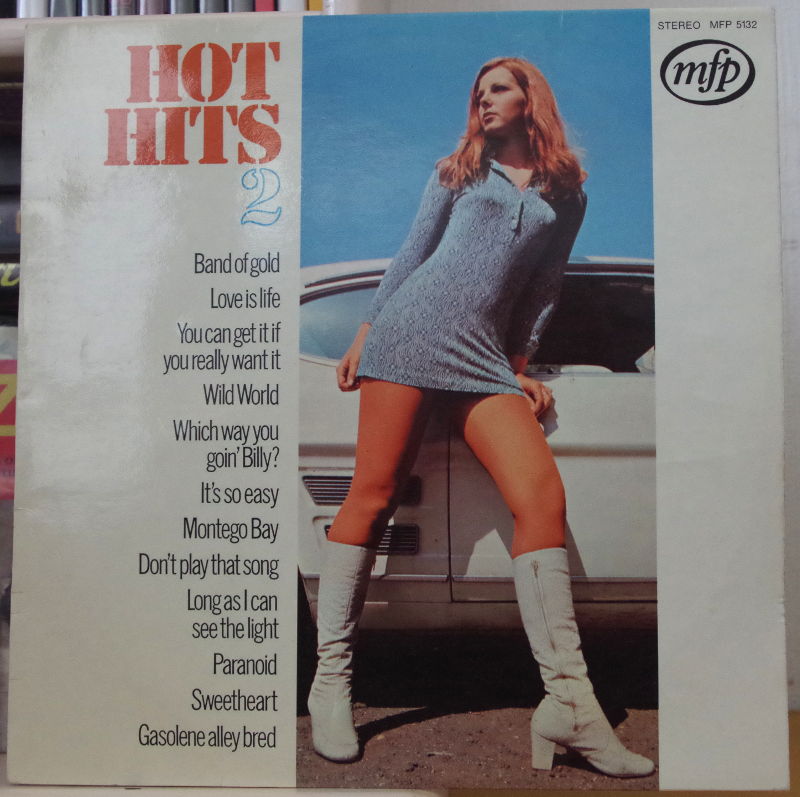 HOT
HITS
2
Band of gold
Love is life
You can get it if
you really want it
Wild World
Which way you
goin' Billy?
It's so easy
Montego Bay
Don't play that song
Long as I can
see the light
Paranoid
Sweetheart
Gasolene alley bred
STEREO MFP 5132
mfp